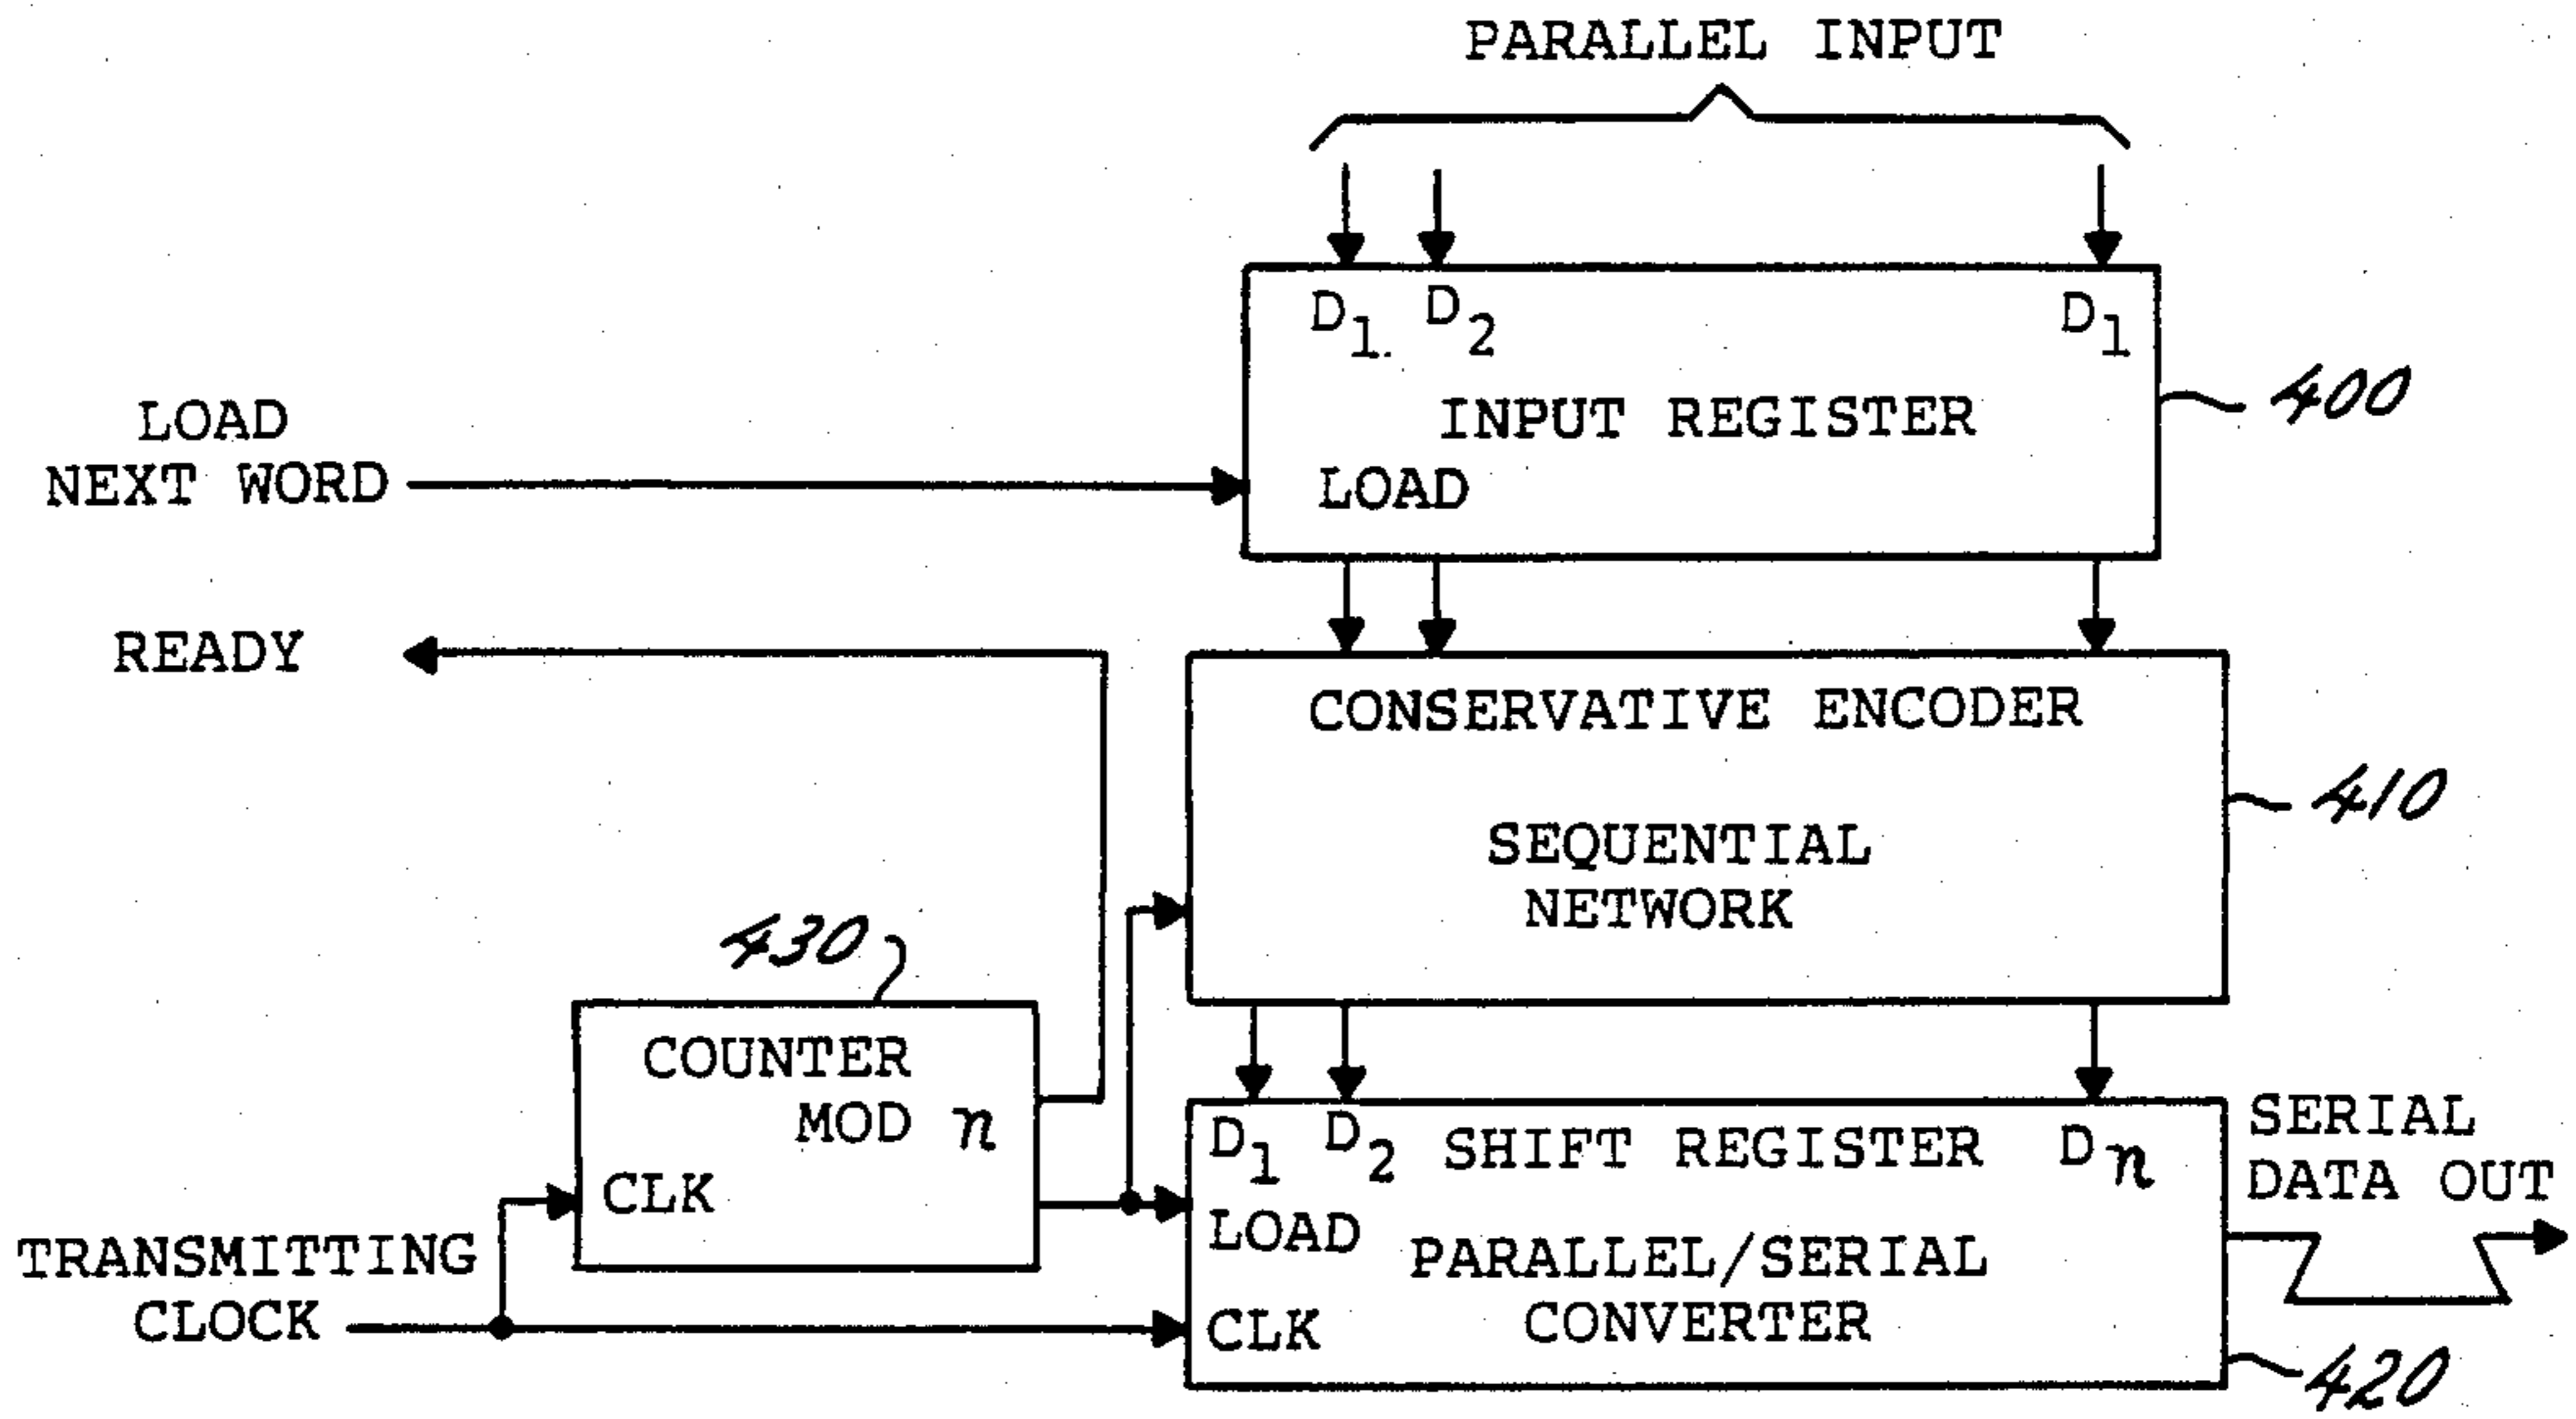 PARALLEL INPUT
D1 D2 D1
400
INPUT REGISTER
LOAD
LOAD
NEXT WORD
READY
CONSERVATIVE ENCODER
410
SEQUENTIAL
NETWORK
430
COUNTER
MOD n
CLK
D1 D2 SHIFT REGISTER Dn
LOAD
PARALLEL/SERIAL
CONVERTER
CLK
SERIAL
DATA OUT
TRANSMITTING
CLOCK
420